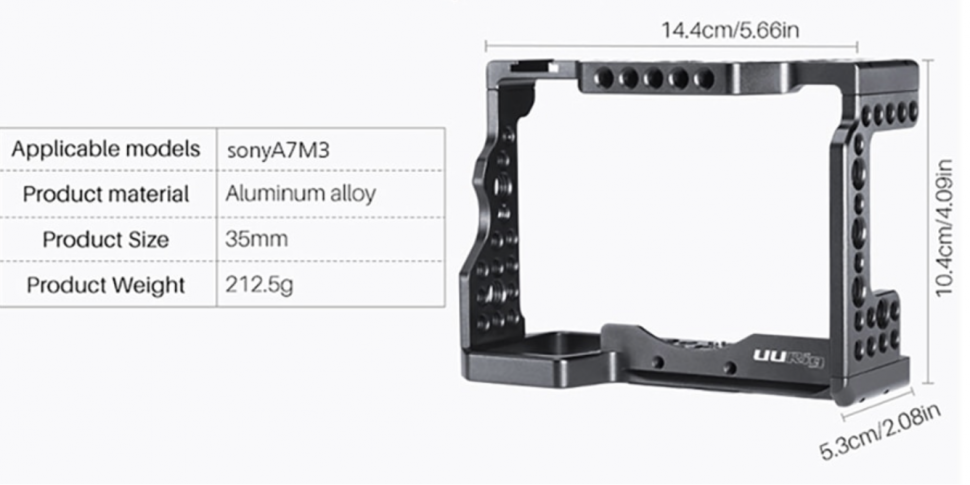 14.4cm/5.66in
Applicable models sonyA7M3
Product material Aluminum alloy
Product Size 35mm
Product Weight 212.5g
10.4cm/4.09in
UURig
5.3cm/2.08in